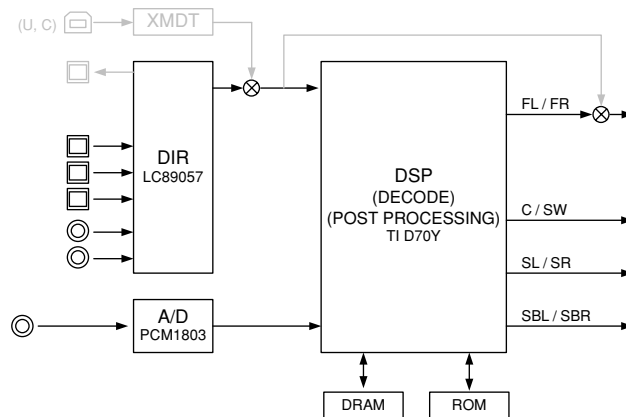 (U, C)
XMDT
FL / FR
DIR
LC89057
DSP
(DECODE)
(POST PROCESSING)
TI D70Y
C / SW
SL / SR
A/D
PCM1803
SBL / SBR
DRAM
ROM